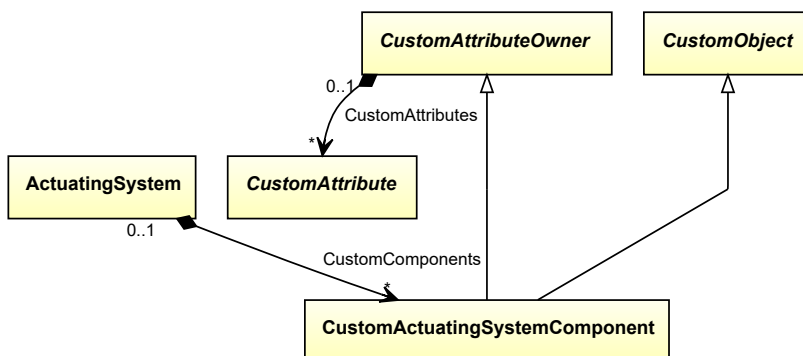 CustomAttributeOwner
CustomObject
0..1
CustomAttributes
*
ActuatingSystem
CustomAttribute
0..1
CustomComponents
*
CustomActuatingSystemComponent